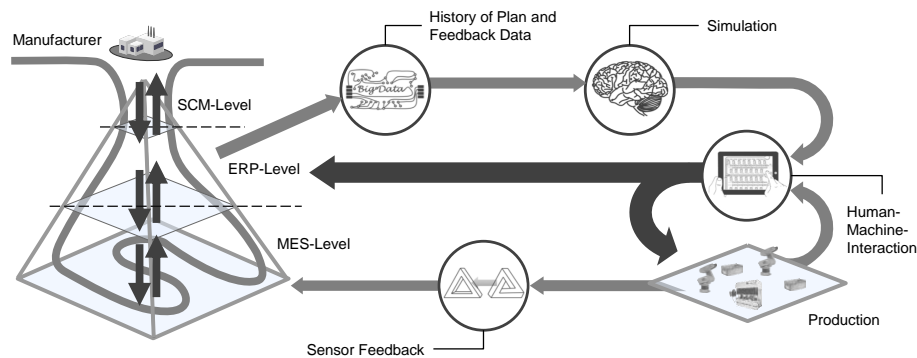 History of Plan and
Feedback Data
Simulation
Manufacturer
SCM-Level
BigData
ERP-Level
Human-
Machine-
Interaction
MES-Level
Production
Sensor Feedback